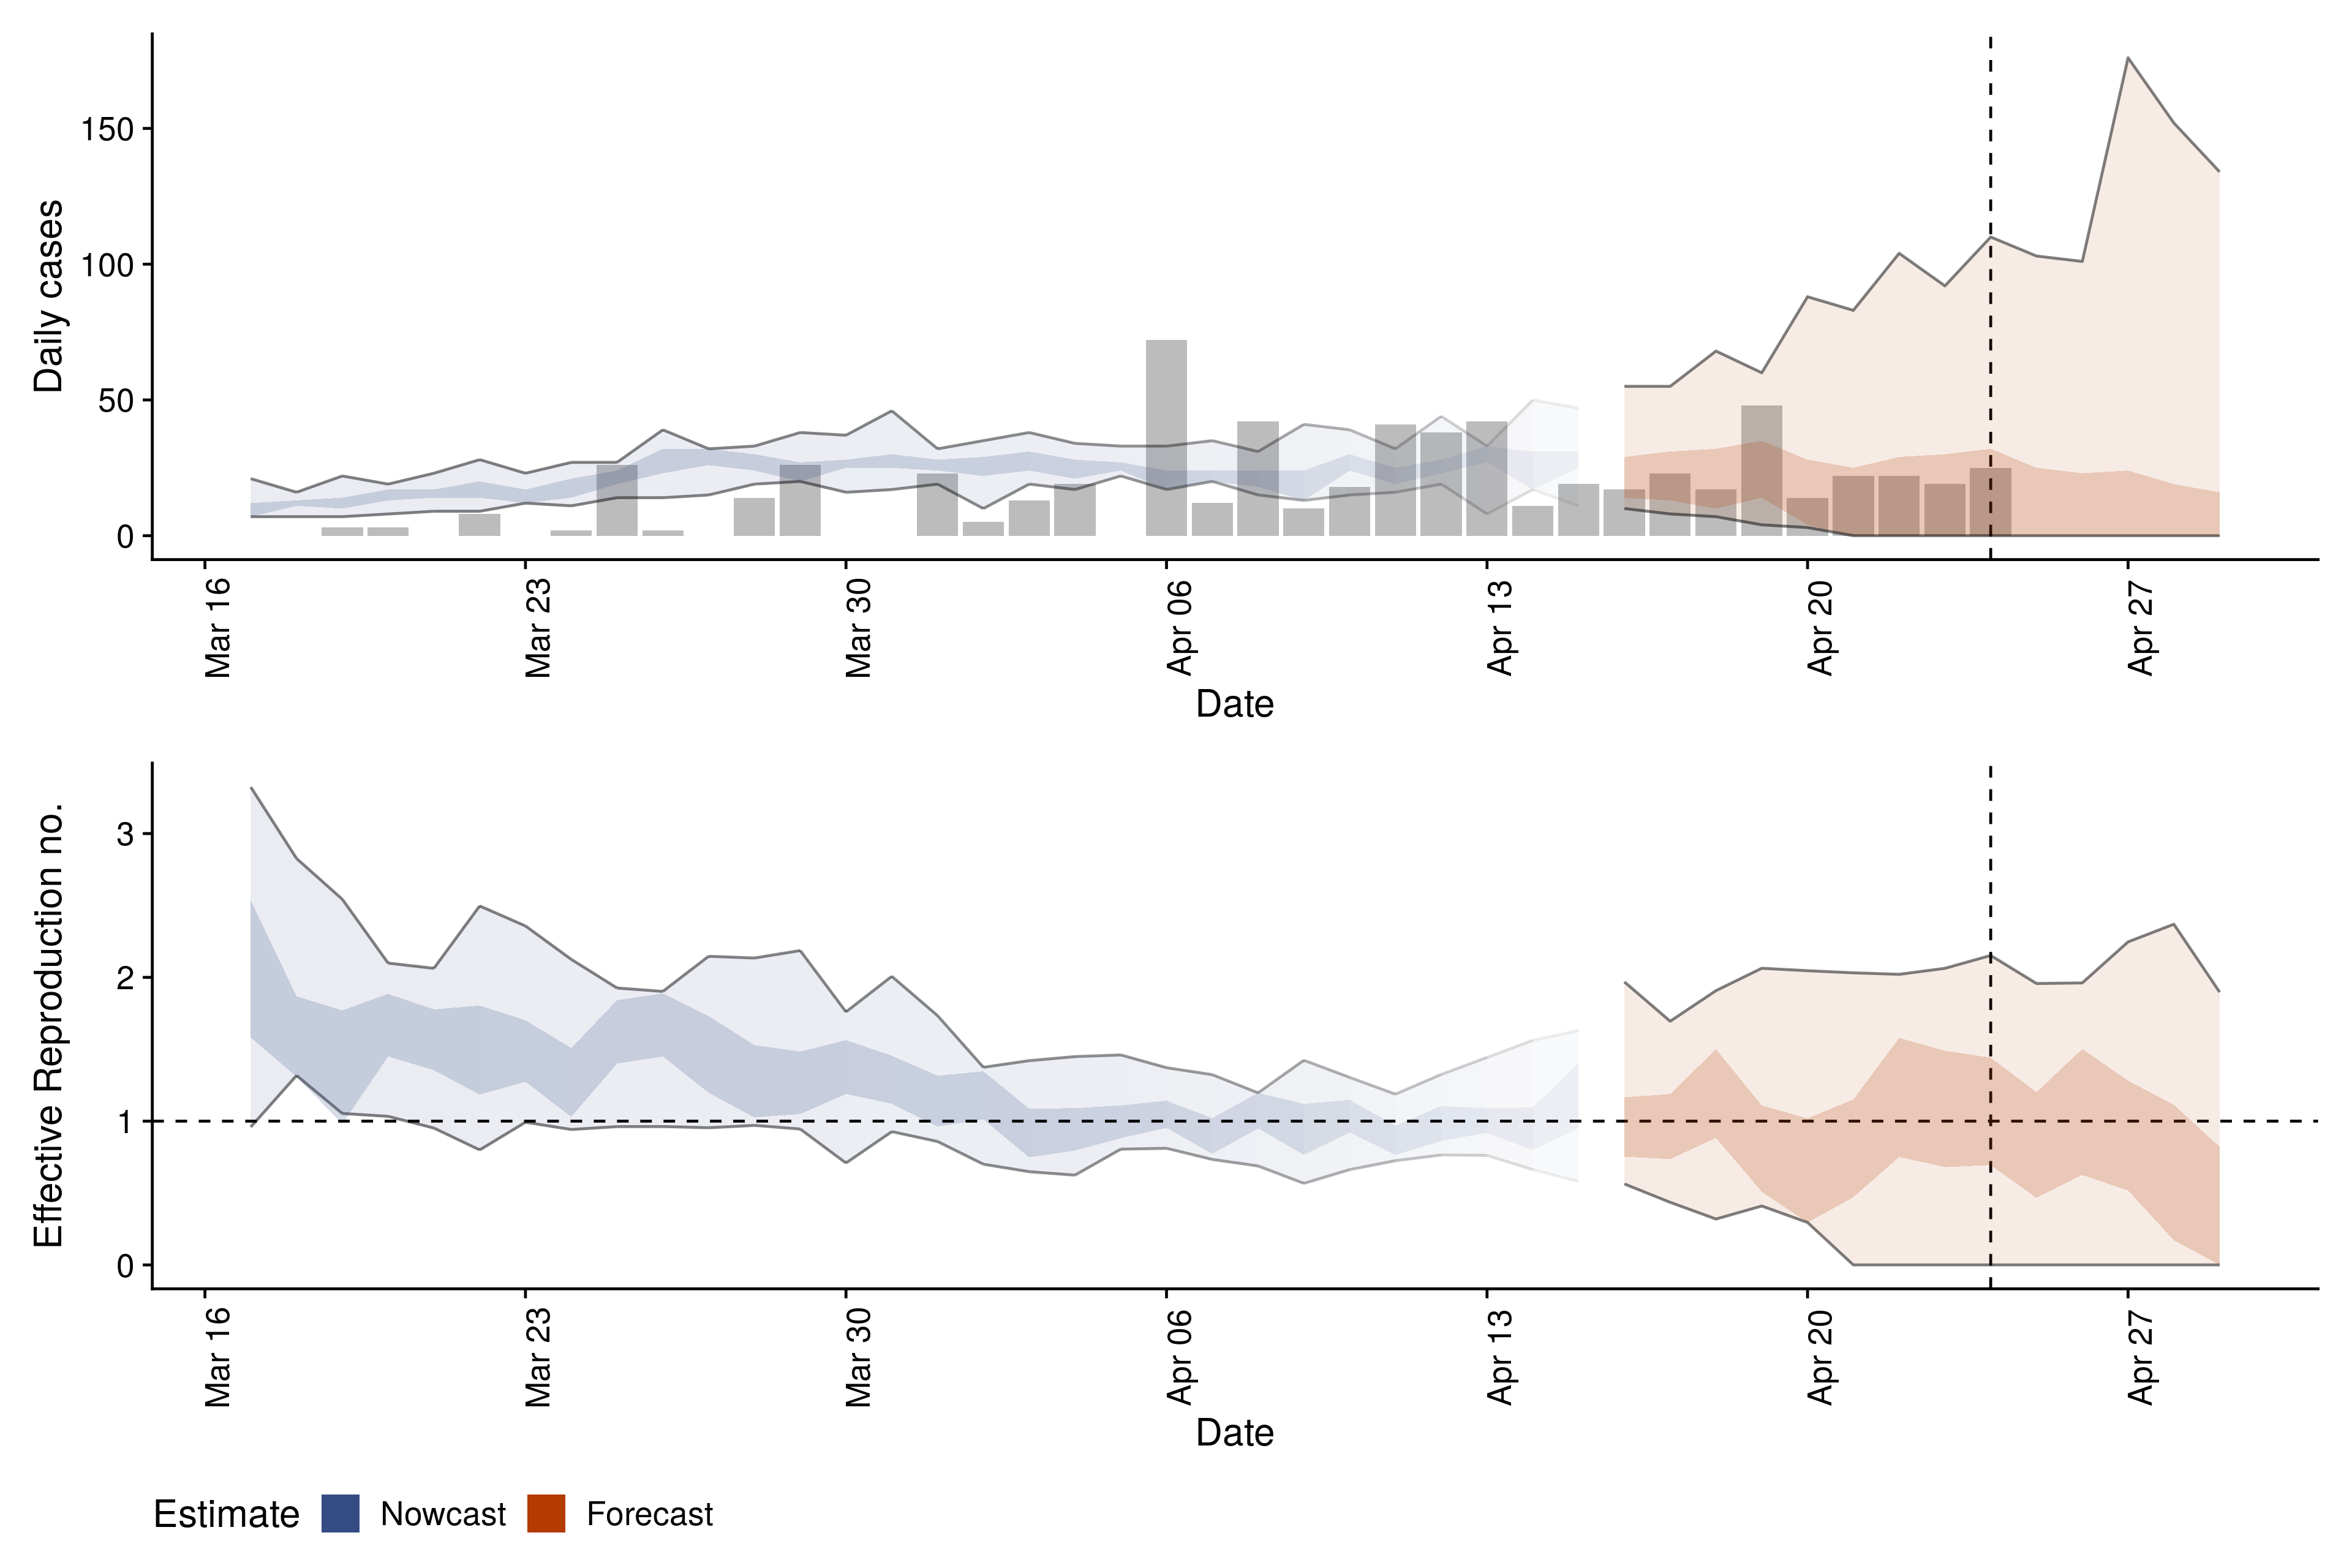 Daily cases
150
100
50
0
Mar 16
Mar 23
Mar 30
Apr 06
Apr 13
Apr 20
Apr 27
Date
Effective Reproduction no.
3
2
1
0
Mar 16
Mar 23
Mar 30
Apr 06
Apr 13
Apr 20
Apr 27
Date
Estimate Nowcast Forecast